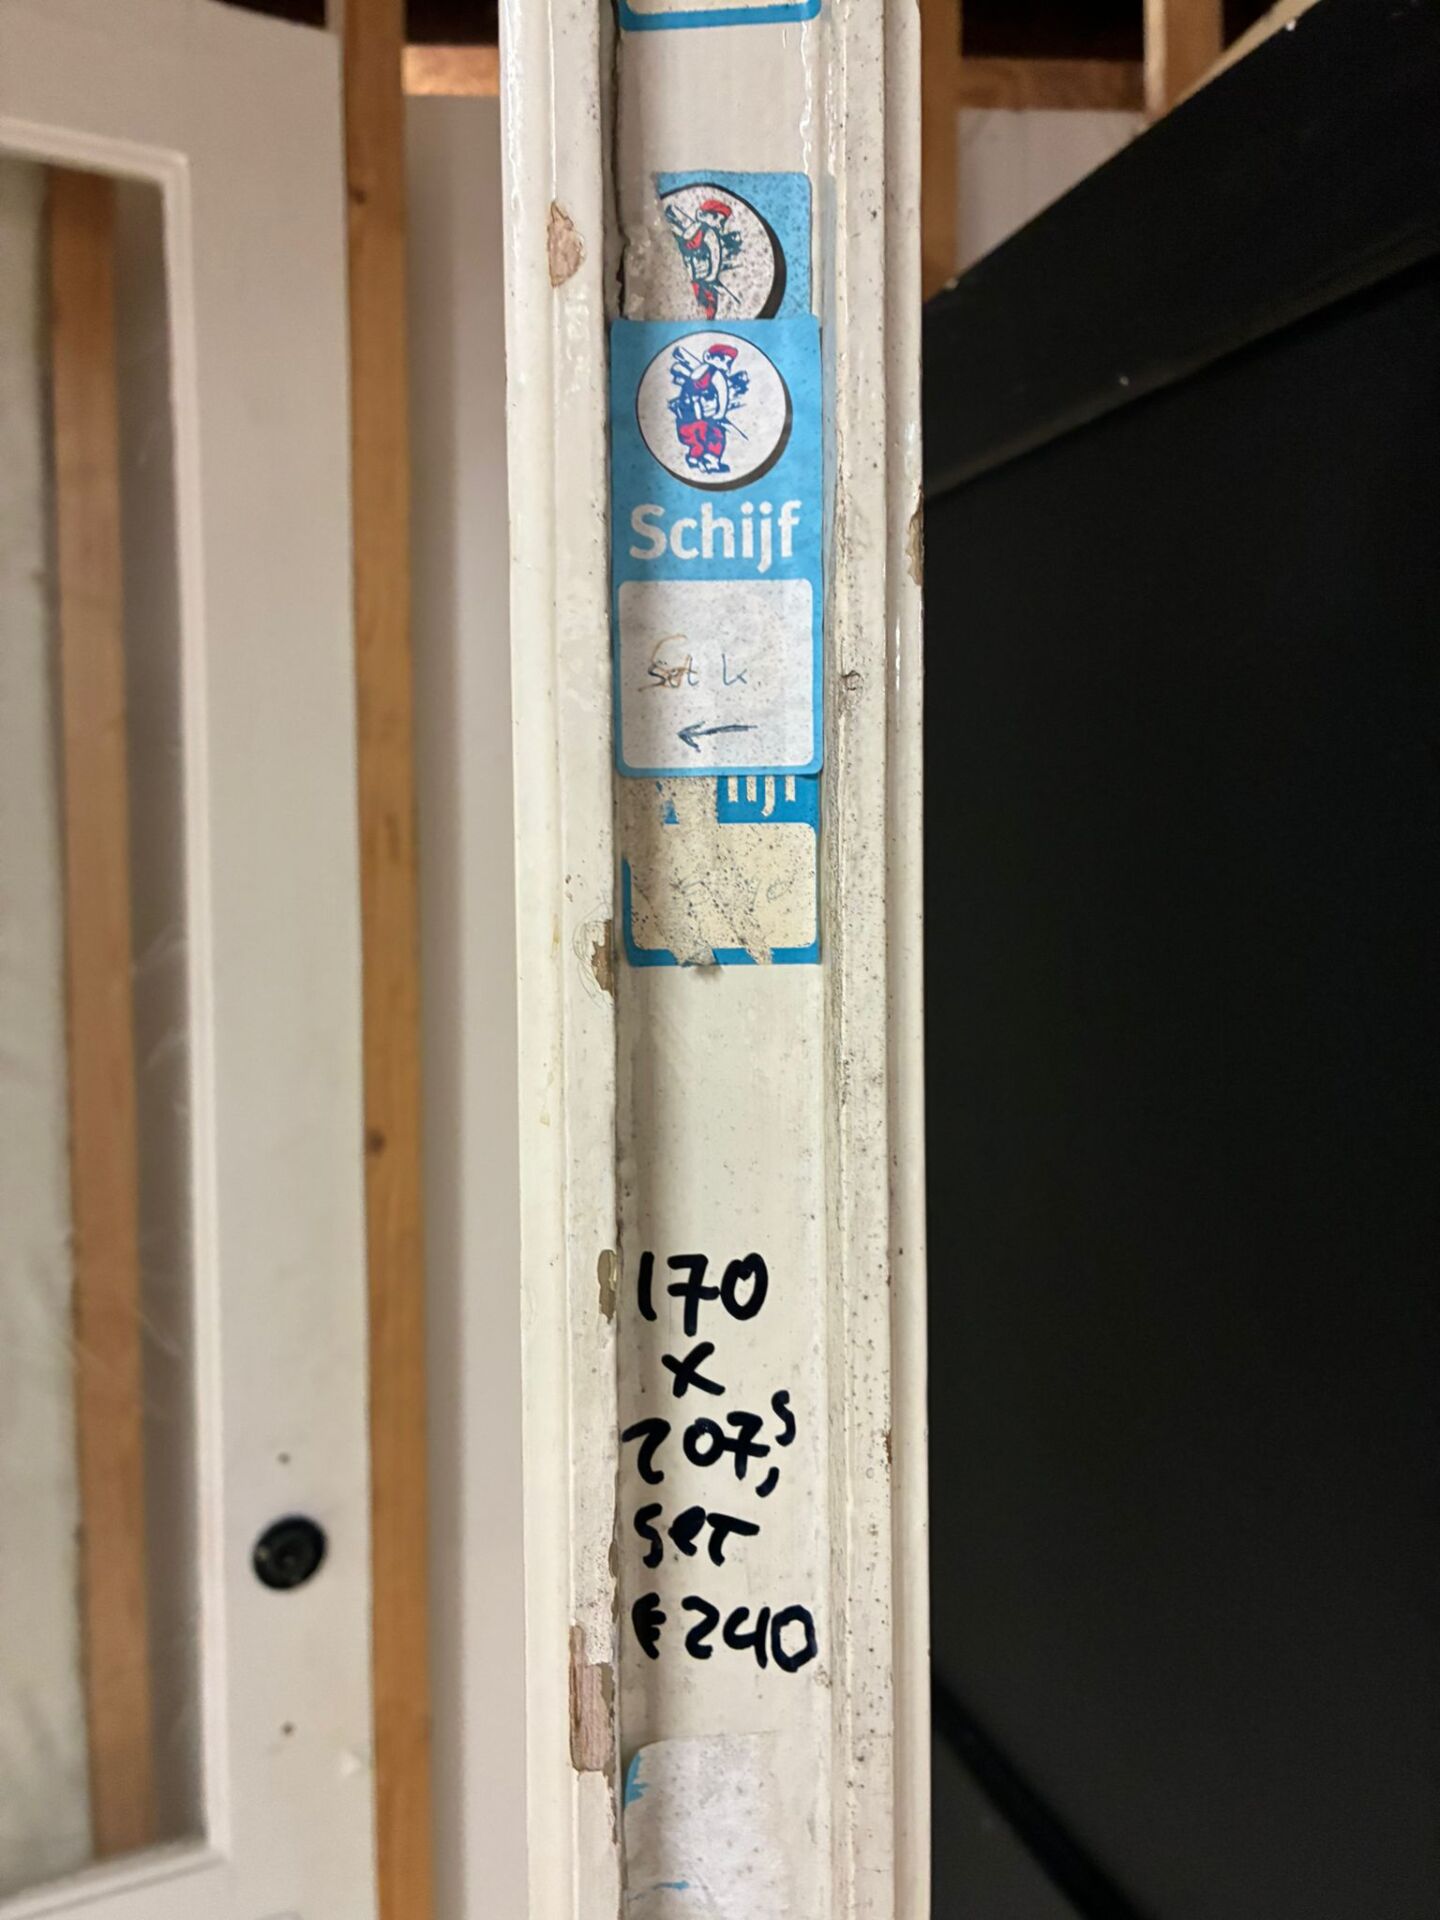 Schijf
set k
←
170
x
207,5
set
€240